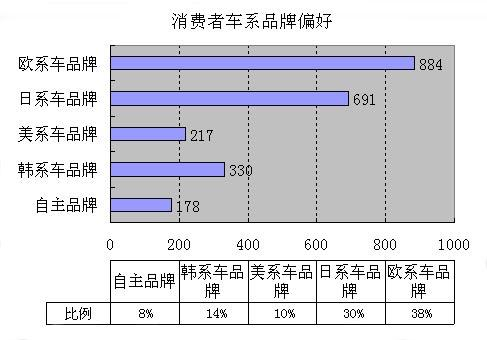 消费者车系品牌偏好
欧系车品牌 884
日系车品牌 691
美系车品牌 217
韩系车品牌 330
自主品牌 178
0 200 400 600 800 1000
自主品牌 韩系车品牌 美系车品牌 日系车品牌 欧系车品牌
比例 8% 14% 10% 30% 38%